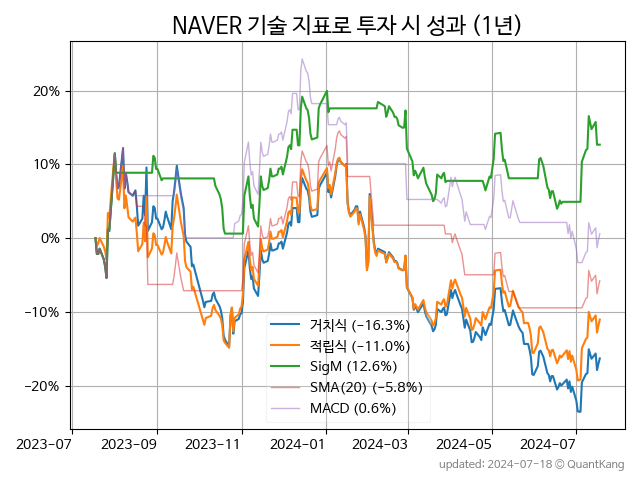 NAVER 기술 지표로 투자 시 성과 (1년)
20%
10%
0%
−10%
−20%
거치식 (−16.3%)
적립식 (−11.0%)
SigM (12.6%)
SMA(20) (−5.8%)
MACD (0.6%)
2023-07 2023-09 2023-11 2024-01 2024-03 2024-05 2024-07
updated: 2024-07-18 ⓒ QuantKang